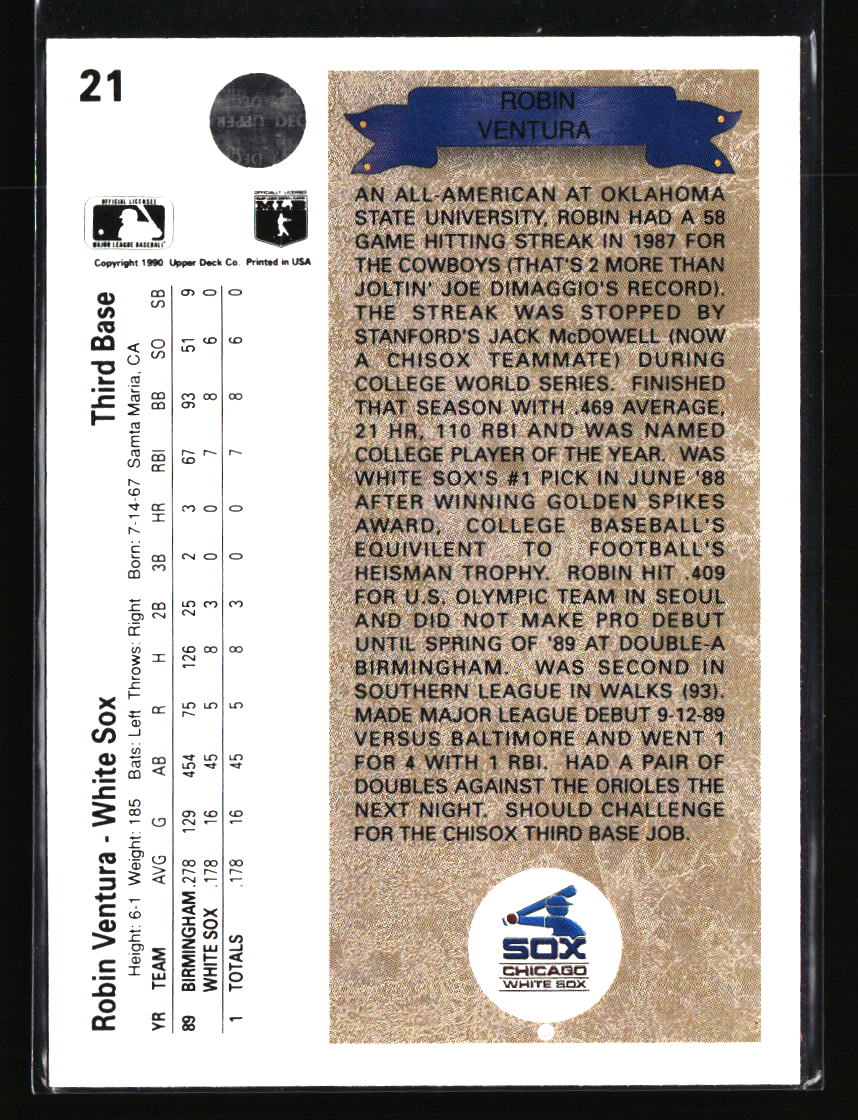 21
OFFICIAL LICENSEE
MAJOR LEAGUE BASEBALL
OFFICIALLY LICENSED
Copyright 1990 Upper Deck Co. Printed in USA
Robin Ventura - White Sox Third Base
Height: 6-1 Weight: 185 Bats: Left Throws: Right Born: 7-14-67 Samta Maria, CA
YR TEAM AVG G AB R H 2B 3B HR RBI BB SO SB
89 BIRMINGHAM .278 129 454 75 126 25 2 3 67 93 51 9
WHITE SOX .178 16 45 5 8 3 0 0 7 8 6 0
1 TOTALS .178 16 45 5 8 3 0 0 7 8 6 0
ROBIN
VENTURA
AN ALL-AMERICAN AT OKLAHOMA
STATE UNIVERSITY, ROBIN HAD A 58
GAME HITTING STREAK IN 1987 FOR
THE COWBOYS (THAT'S 2 MORE THAN
JOLTIN' JOE DIMAGGIO'S RECORD).
THE STREAK WAS STOPPED BY
STANFORD'S JACK McDOWELL (NOW
A CHISOX TEAMMATE) DURING
COLLEGE WORLD SERIES. FINISHED
THAT SEASON WITH .469 AVERAGE,
21 HR, 110 RBI AND WAS NAMED
COLLEGE PLAYER OF THE YEAR. WAS
WHITE SOX'S #1 PICK IN JUNE '88
AFTER WINNING GOLDEN SPIKES
AWARD, COLLEGE BASEBALL'S
EQUIVILENT TO FOOTBALL'S
HEISMAN TROPHY. ROBIN HIT .409
FOR U.S. OLYMPIC TEAM IN SEOUL
AND DID NOT MAKE PRO DEBUT
UNTIL SPRING OF '89 AT DOUBLE-A
BIRMINGHAM. WAS SECOND IN
SOUTHERN LEAGUE IN WALKS (93).
MADE MAJOR LEAGUE DEBUT 9-12-89
VERSUS BALTIMORE AND WENT 1
FOR 4 WITH 1 RBI. HAD A PAIR OF
DOUBLES AGAINST THE ORIOLES THE
NEXT NIGHT. SHOULD CHALLENGE
FOR THE CHISOX THIRD BASE JOB.
SOX
CHICAGO
WHITE SOX